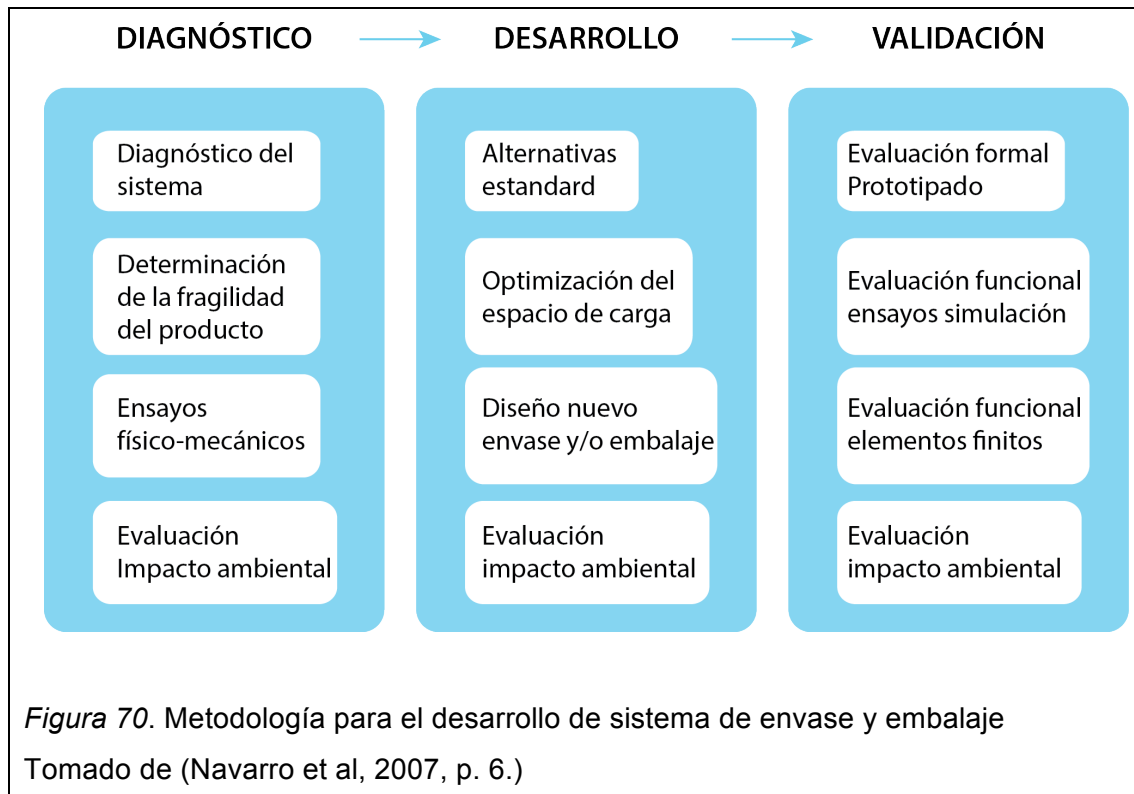 DIAGNÓSTICO
DESARROLLO
VALIDACIÓN
Diagnóstico del
sistema
Determinación
de la fragilidad
del producto
Ensayos
físico-mecánicos
Evaluación
Impacto ambiental
Alternativas
estandard
Optimización del
espacio de carga
Diseño nuevo
envase y/o embalaje
Evaluación
impacto ambiental
Evaluación formal
Prototipado
Evaluación funcional
ensayos simulación
Evaluación funcional
elementos finitos
Evaluación
impacto ambiental
Figura 70. Metodología para el desarrollo de sistema de envase y embalaje
Tomado de (Navarro et al, 2007, p. 6.)